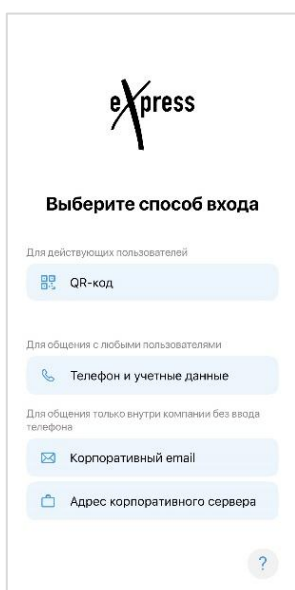 eXpress
Выберите способ входа
Для действующих пользователей
QR-код
Для общения с любыми пользователями
Телефон и учетные данные
Для общения только внутри компании без ввода
телефона
Корпоративный email
Адрес корпоративного сервера
?